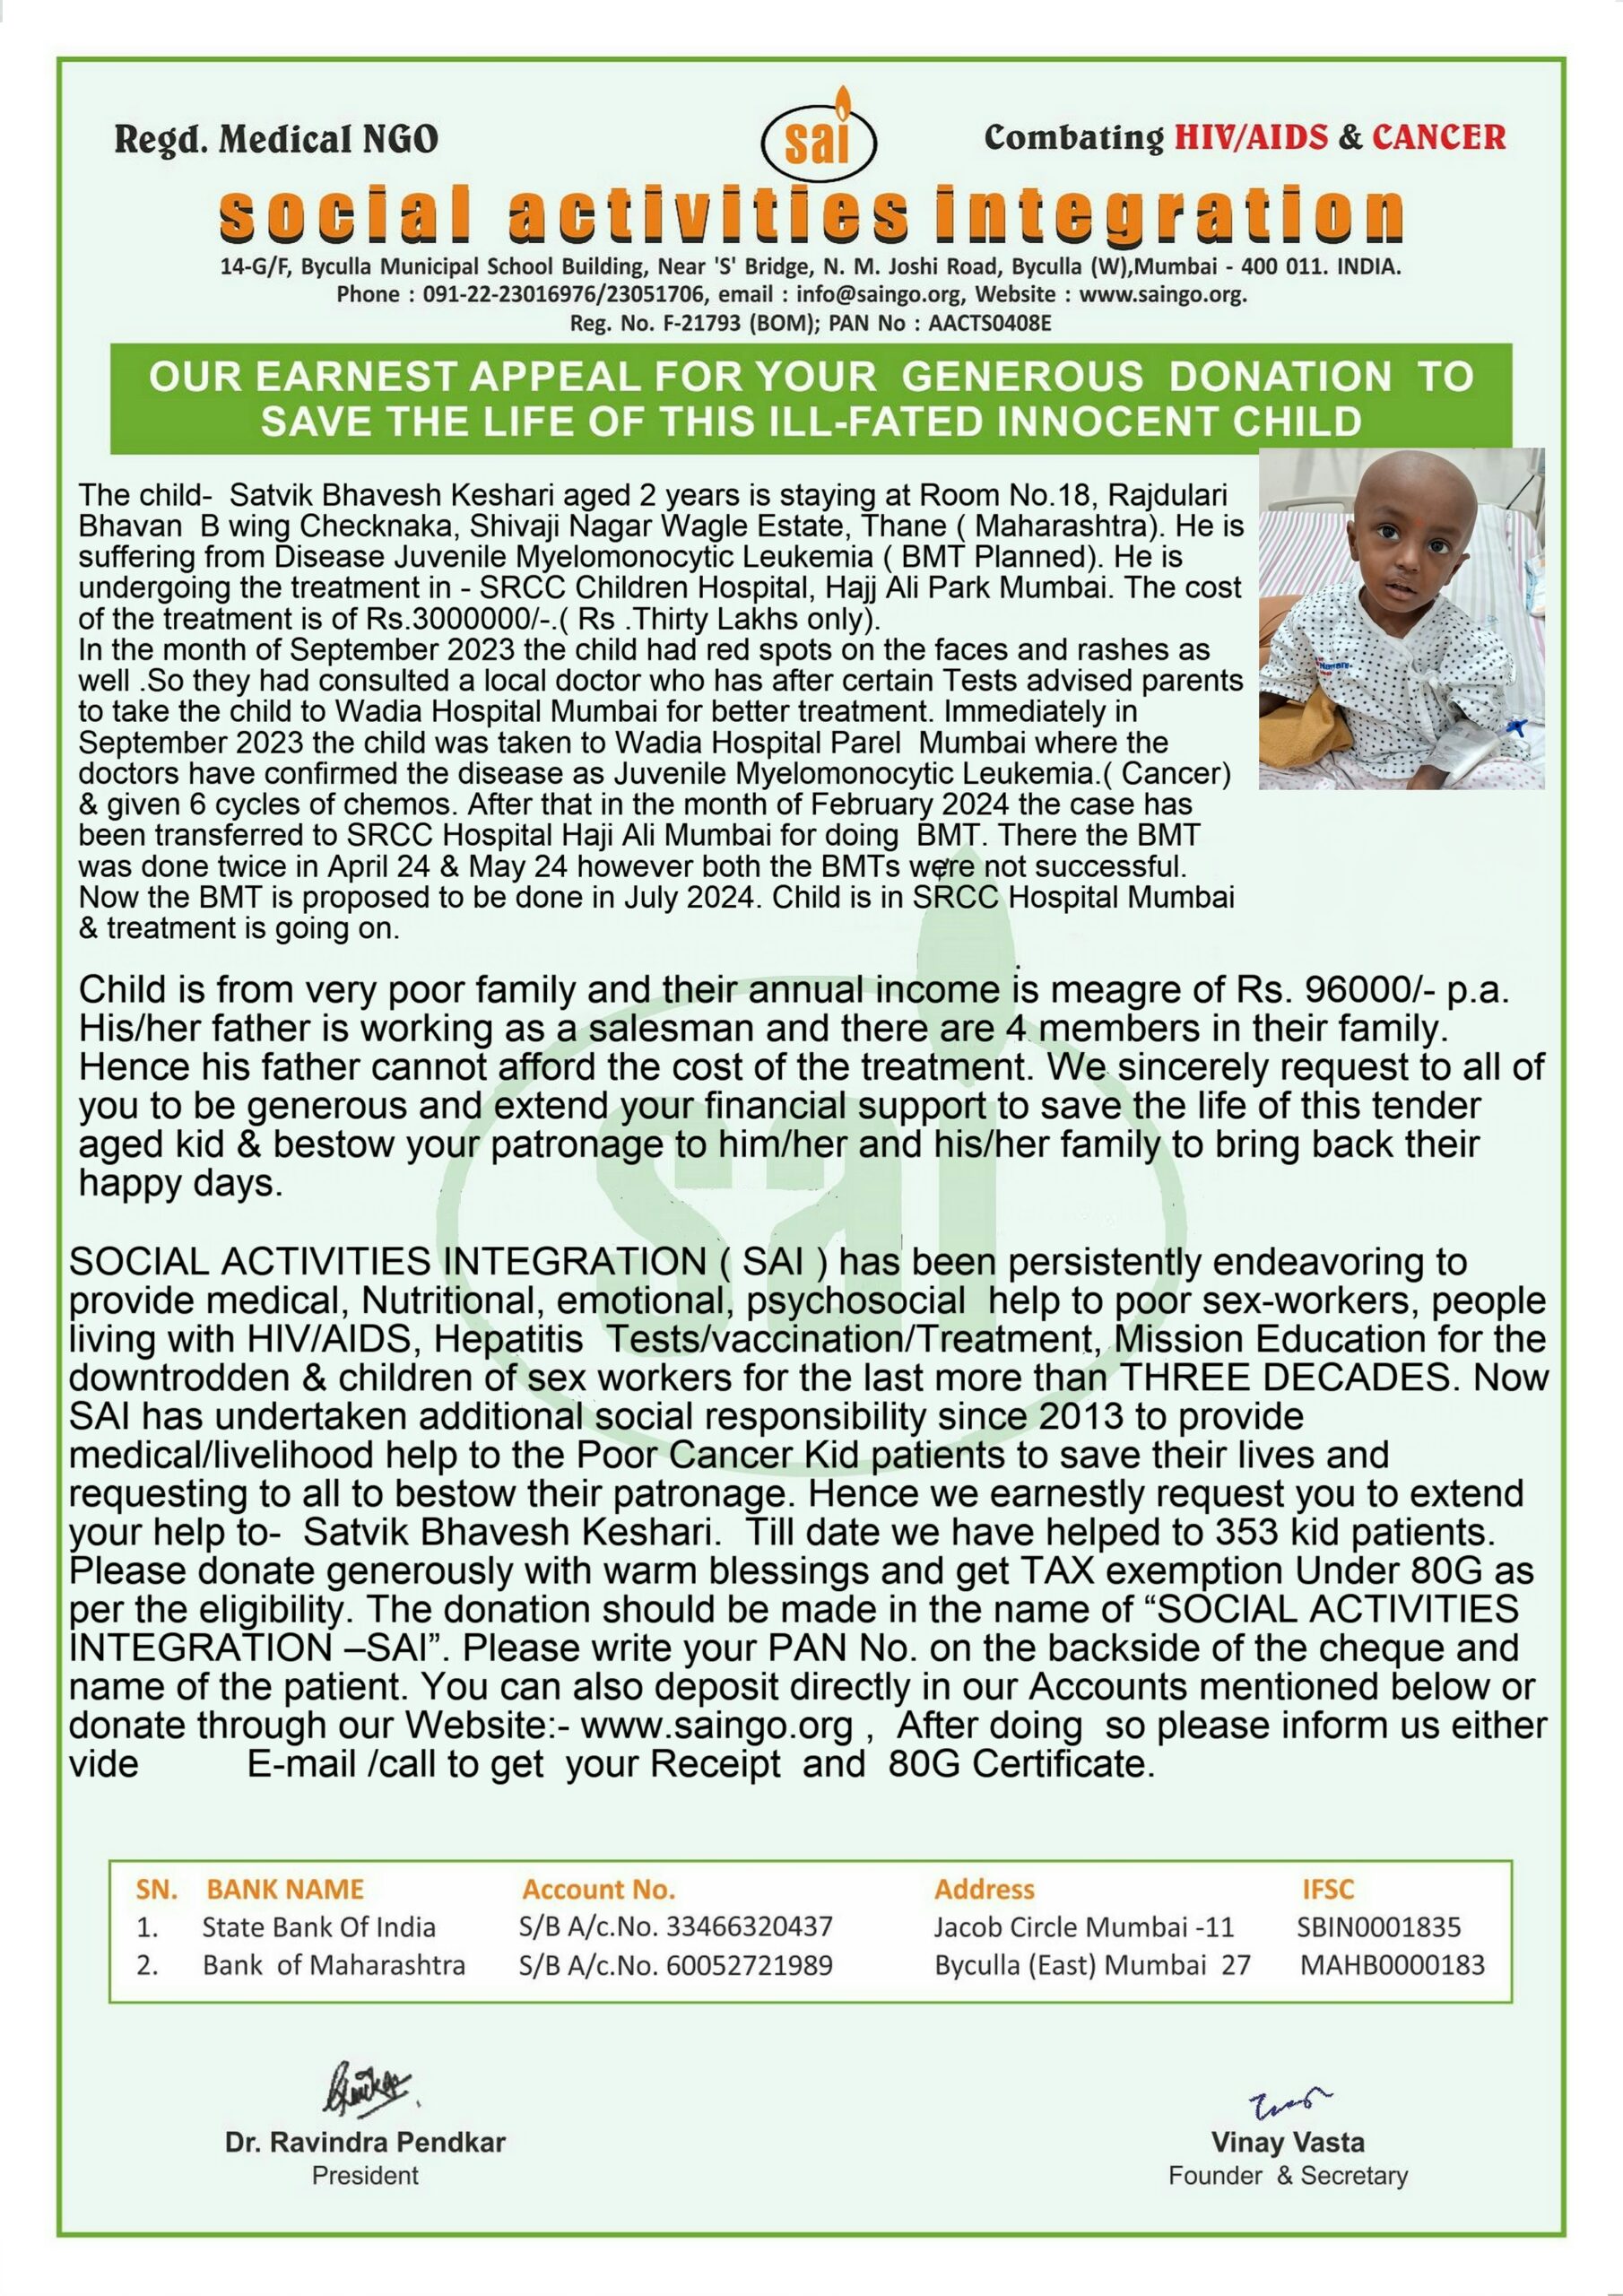 Regd. Medical NGO
sai
Combating HIV/AIDS & CANCER
social activities integration
14-G/F, Byculla Municipal School Building, Near 'S' Bridge, N. M. Joshi Road, Byculla (W),Mumbai - 400 011. INDIA.
Phone : 091-22-23016976/23051706, email : info@saingo.org, Website : www.saingo.org.
Reg. No. F-21793 (BOM); PAN No : AACTS0408E
OUR EARNEST APPEAL FOR YOUR GENEROUS DONATION TO
SAVE THE LIFE OF THIS ILL-FATED INNOCENT CHILD
The child- Satvik Bhavesh Keshari aged 2 years is staying at Room No.18, Rajdulari
Bhavan B wing Checknaka, Shivaji Nagar Wagle Estate, Thane ( Maharashtra). He is
suffering from Disease Juvenile Myelomonocytic Leukemia ( BMT Planned). He is
undergoing the treatment in - SRCC Children Hospital, Hajj Ali Park Mumbai. The cost
of the treatment is of Rs.3000000/-.( Rs .Thirty Lakhs only).
In the month of September 2023 the child had red spots on the faces and rashes as
well .So they had consulted a local doctor who has after certain Tests advised parents
to take the child to Wadia Hospital Mumbai for better treatment. Immediately in
September 2023 the child was taken to Wadia Hospital Parel Mumbai where the
doctors have confirmed the disease as Juvenile Myelomonocytic Leukemia.( Cancer)
& given 6 cycles of chemos. After that in the month of February 2024 the case has
been transferred to SRCC Hospital Haji Ali Mumbai for doing BMT. There the BMT
was done twice in April 24 & May 24 however both the BMTs were not successful.
Now the BMT is proposed to be done in July 2024. Child is in SRCC Hospital Mumbai
& treatment is going on.
Child is from very poor family and their annual income is meagre of Rs. 96000/- p.a.
His/her father is working as a salesman and there are 4 members in their family.
Hence his father cannot afford the cost of the treatment. We sincerely request to all of
you to be generous and extend your financial support to save the life of this tender
aged kid & bestow your patronage to him/her and his/her family to bring back their
happy days.
SOCIAL ACTIVITIES INTEGRATION ( SAI ) has been persistently endeavoring to
provide medical, Nutritional, emotional, psychosocial help to poor sex-workers, people
living with HIV/AIDS, Hepatitis Tests/vaccination/Treatment, Mission Education for the
downtrodden & children of sex workers for the last more than THREE DECADES. Now
SAI has undertaken additional social responsibility since 2013 to provide
medical/livelihood help to the Poor Cancer Kid patients to save their lives and
requesting to all to bestow their patronage. Hence we earnestly request you to extend
your help to- Satvik Bhavesh Keshari. Till date we have helped to 353 kid patients.
Please donate generously with warm blessings and get TAX exemption Under 80G as
per the eligibility. The donation should be made in the name of “SOCIAL ACTIVITIES
INTEGRATION –SAI”. Please write your PAN No. on the backside of the cheque and
name of the patient. You can also deposit directly in our Accounts mentioned below or
donate through our Website:- www.saingo.org , After doing so please inform us either
vide E-mail /call to get your Receipt and 80G Certificate.
sai
SN. BANK NAME Account No. Address IFSC
1. State Bank Of India S/B A/c.No. 33466320437 Jacob Circle Mumbai -11 SBIN0001835
2. Bank of Maharashtra S/B A/c.No. 60052721989 Byculla (East) Mumbai 27 MAHB0000183
Dr. Ravindra Pendkar
President
Vinay Vasta
Founder & Secretary